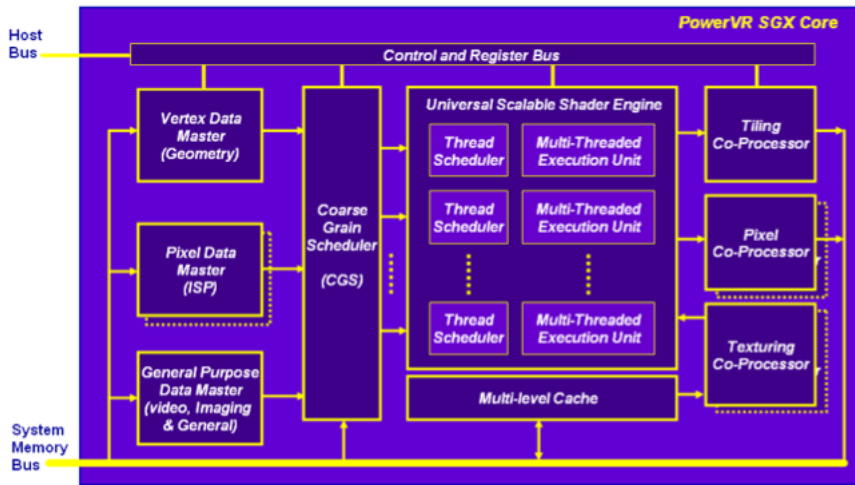 PowerVR SGX Core
Host
Bus
Control and Register Bus
Vertex Data
Master
(Geometry)
Pixel Data
Master
(ISP)
General Purpose
Data Master
(video, Imaging
& General)
Coarse
Grain
Scheduler
(CGS)
Universal Scalable Shader Engine
Thread
Scheduler
Multi-Threaded
Execution Unit
Thread
Scheduler
Multi-Threaded
Execution Unit
Thread
Scheduler
Multi-Threaded
Execution Unit
Multi-level Cache
Tiling
Co-Processor
Pixel
Co-Processor
Texturing
Co-Processor
System
Memory
Bus